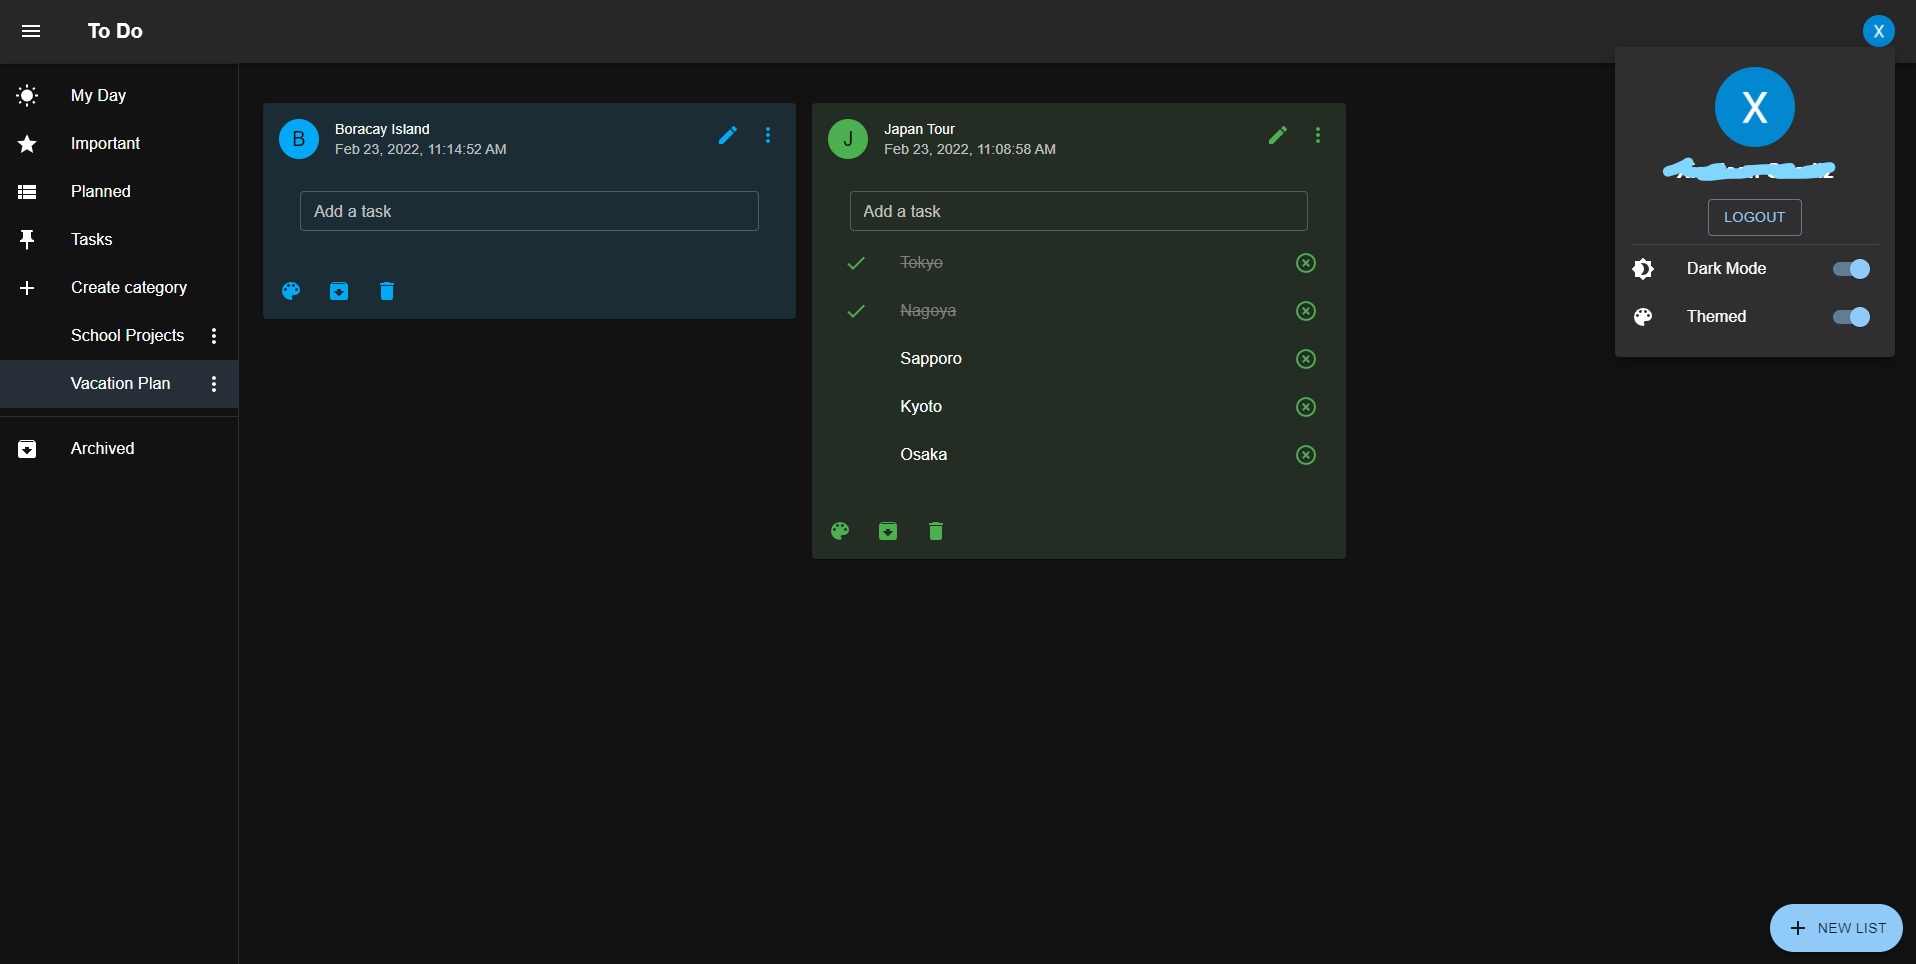 To Do
X
My Day
Important
Planned
Tasks
Create category
School Projects
Vacation Plan
Archived
B
Boracay Island
Feb 23, 2022, 11:14:52 AM
Add a task
J
Japan Tour
Feb 23, 2022, 11:08:58 AM
Add a task
Tokyo
Nagoya
Sapporo
Kyoto
Osaka
X
LOGOUT
Dark Mode
Themed
NEW LIST